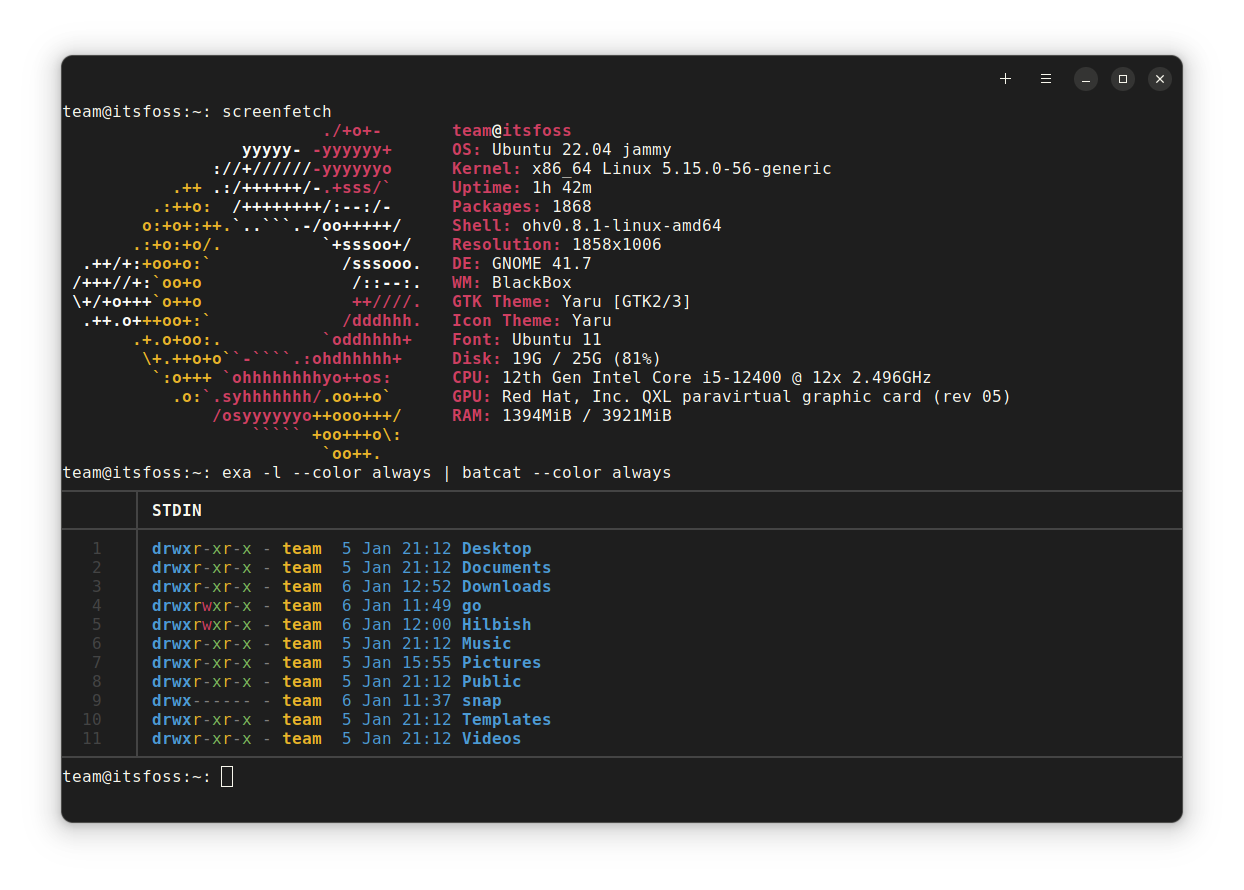 team@itsfoss:~: screenfetch
                          ./+o+-       team@itsfoss
                  yyyyy- -yyyyyy+      OS: Ubuntu 22.04 jammy
               ://+//////-yyyyyyo      Kernel: x86_64 Linux 5.15.0-56-generic
           .++ .:/++++++/-.+sss/`      Uptime: 1h 42m
         .:++o:  /++++++++/:--:/-      Packages: 1868
        o:+o+:++.`..```.-/oo+++++/     Shell: ohv0.8.1-linux-amd64
       .:+o:+o/.          `+sssoo+/    Resolution: 1858x1006
  .++/+:+oo+o:`             /sssooo.   DE: GNOME 41.7
 /+++//+:`oo+o               /::--:.   WM: BlackBox
 \+/+o+++`o++o               ++////.   GTK Theme: Yaru [GTK2/3]
  .++.o+++oo+:`             /dddhhh.   Icon Theme: Yaru
       .+.o+oo:.          `oddhhhh+    Font: Ubuntu 11
        \+.++o+o``-````.:ohdhhhhh+     Disk: 19G / 25G (81%)
         `:o+++ `ohhhhhhhhyo++os:      CPU: 12th Gen Intel Core i5-12400 @ 12x 2.496GHz
           .o:`.syhhhhhhh/.oo++o`      GPU: Red Hat, Inc. QXL paravirtual graphic card (rev 05)
               /osyyyyyyo++ooo+++/     RAM: 1394MiB / 3921MiB
                   ````` +oo+++o\:
                          `oo++.
team@itsfoss:~: exa -l --color always | batcat --color always
STDIN
1 drwxr-xr-x - team  5 Jan 21:12 Desktop
2 drwxr-xr-x - team  5 Jan 21:12 Documents
3 drwxr-xr-x - team  6 Jan 12:52 Downloads
4 drwxrwxr-x - team  6 Jan 11:49 go
5 drwxrwxr-x - team  6 Jan 12:00 Hilbish
6 drwxr-xr-x - team  5 Jan 21:12 Music
7 drwxr-xr-x - team  5 Jan 15:55 Pictures
8 drwxr-xr-x - team  5 Jan 21:12 Public
9 drwx------ - team  6 Jan 11:37 snap
10 drwxr-xr-x - team  5 Jan 21:12 Templates
11 drwxr-xr-x - team  5 Jan 21:12 Videos
team@itsfoss:~: